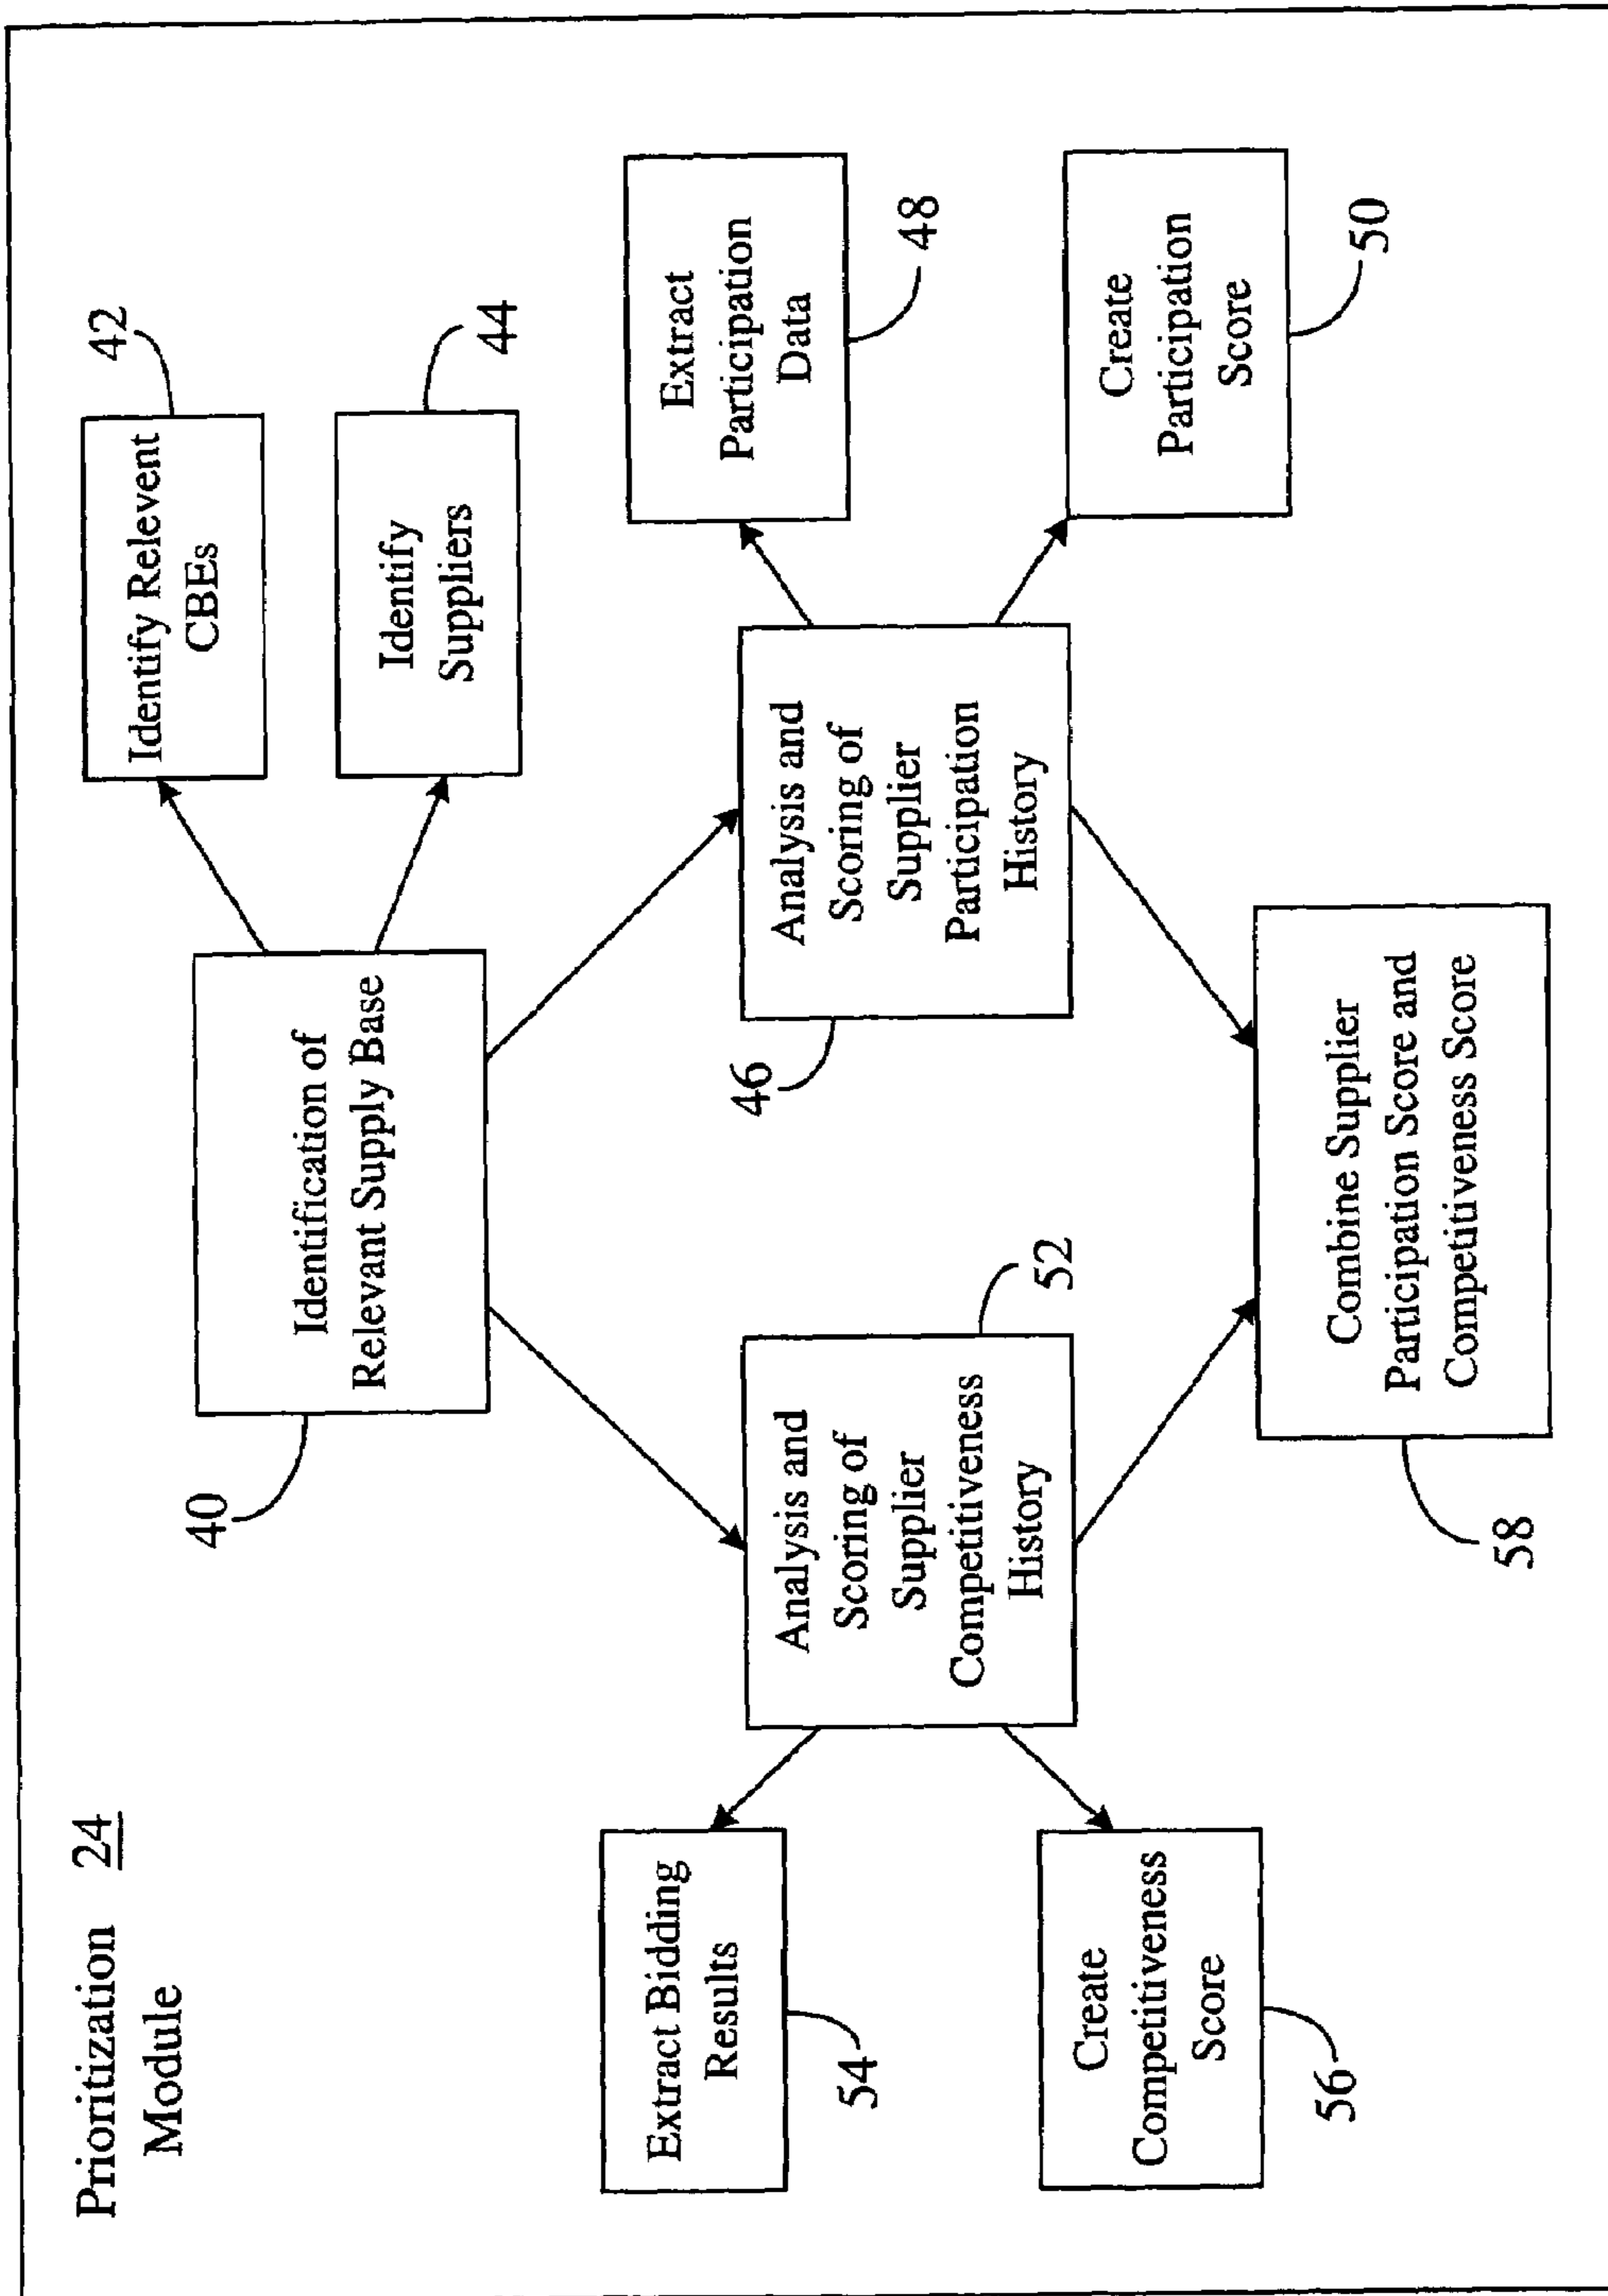 Prioritization 24
Module
Identify Relevent
CBEs
42
Identify
Suppliers
44
Identification of
Relevant Supply Base
40
Extract
Participation
Data
48
Create
Participation
Score
50
Analysis and
Scoring of
Supplier
Participation
History
46
Analysis and
Scoring of
Supplier
Competitiveness
History
52
Extract Bidding
Results
54
Create
Competitiveness
Score
56
Combine Supplier
Participation Score and
Competitiveness Score
58